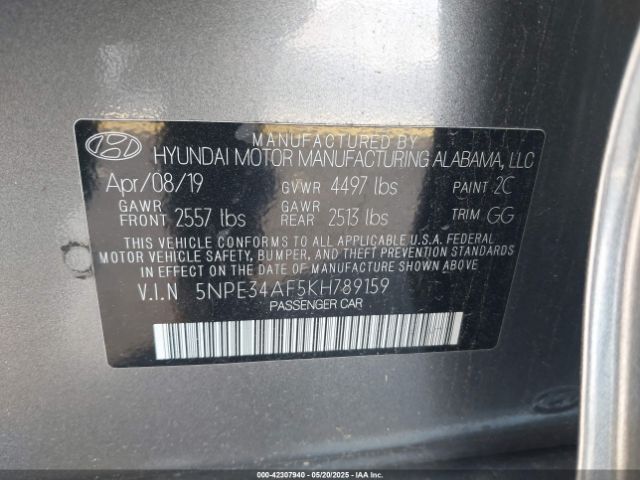 MANUFACTURED BY
HYUNDAI MOTOR MANUFACTURING ALABAMA, LLC
Apr/08/19 GVWR 4497 lbs PAINT 2C
GAWR FRONT 2557 lbs GAWR REAR 2513 lbs TRIM GG
THIS VEHICLE CONFORMS TO ALL APPLICABLE U.S.A. FEDERAL
MOTOR VEHICLE SAFETY, BUMPER, AND THEFT PREVENTION STANDARDS
IN EFFECT ON THE DATE OF MANUFACTURE SHOWN ABOVE.
V.I.N 5NPE34AF5KH789159
PASSENGER CAR
000-42307940 - 05/20/2025 - COPYRIGHT IAA, LLC.